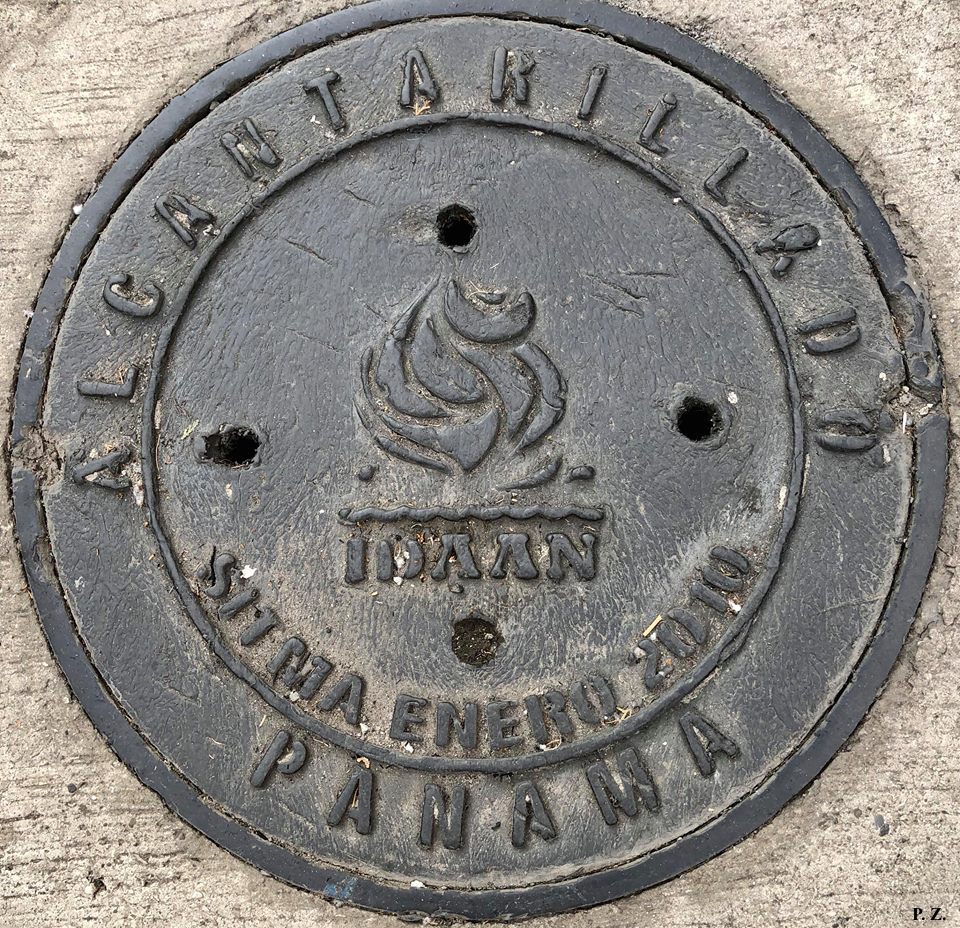 ALCANTARILLADO
IDAAN
SITMA ENERO 2010
PANAMA
P. Z.